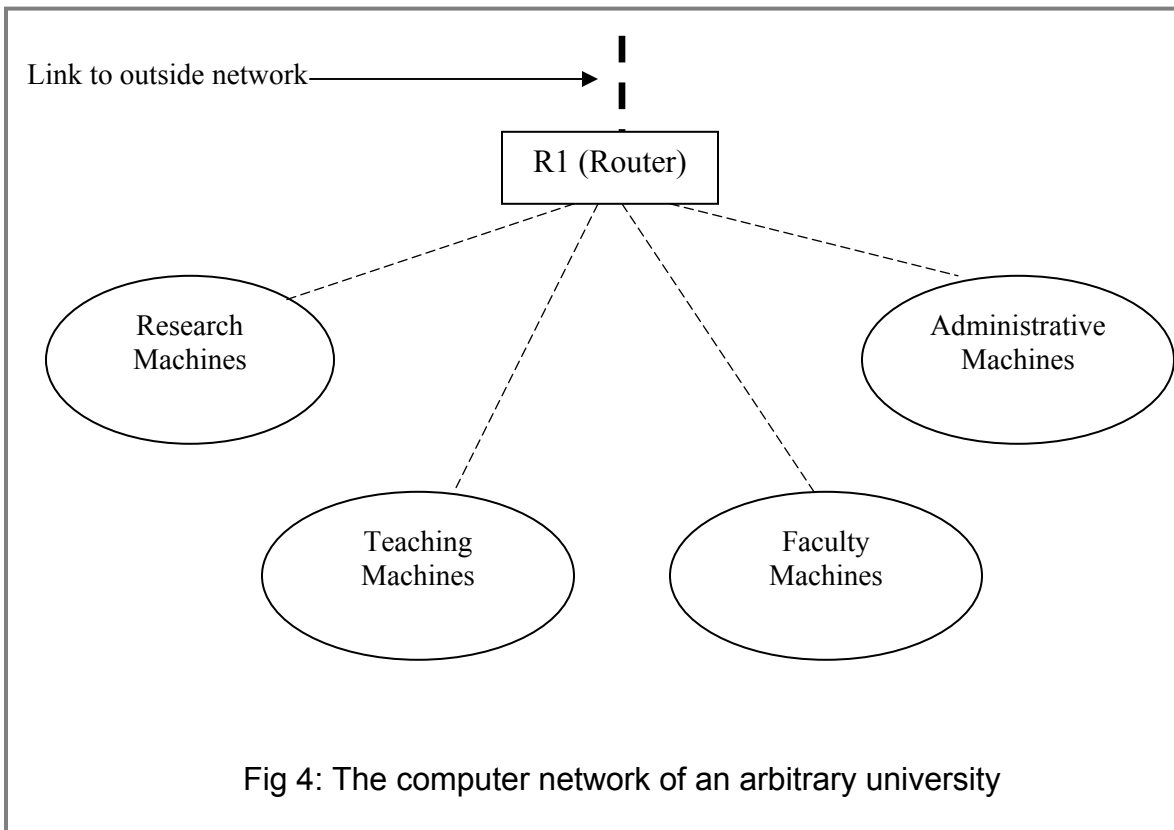 Link to outside network
R1 (Router)
Research
Machines
Administrative
Machines
Teaching
Machines
Faculty
Machines
Fig 4: The computer network of an arbitrary university